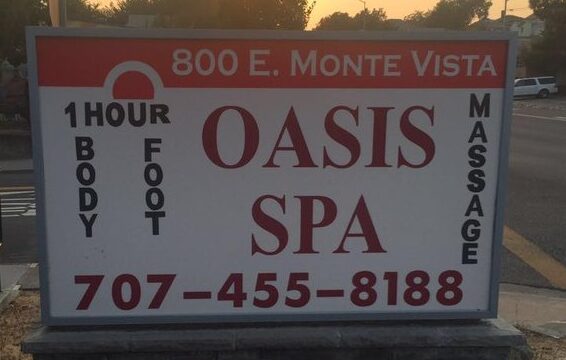 800 E. MONTE VISTA
1 HOUR
BODY
FOOT
OASIS
SPA
MASSAGE
707-455-8188